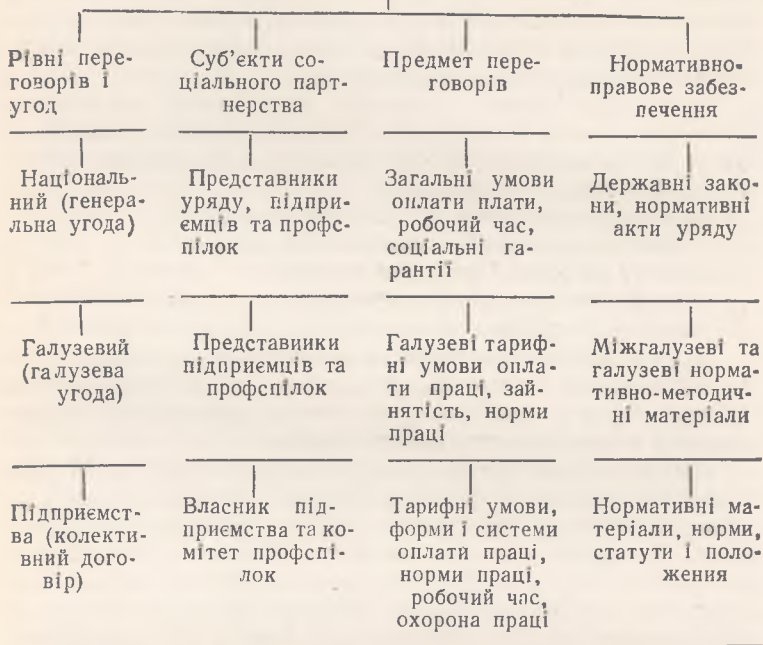 Рівні пере-
говорів і
угод
Суб’єкти со-
ціального парт-
нерства
Предмет пере-
говорів
Нормативно-
правове забез-
печення
Національ-
ний (генера-
льна угода)
Представники
уряду, підпри-
ємців та профс-
пілок
Загальні умови
оплати плати,
робочий час,
соціальні га-
рантії
Державні зако-
ни, нормативні
акти уряду
Галузевий
(галузева
угода)
Представники
підприємців та
профспілок
Галузеві тариф-
ні умови опла-
ти праці, зай-
нятість, норми
праці
Міжгалузеві та
галузеві норма-
тивно-методич-
ні матеріали
Підприємст-
ва (колекти-
вний дого-
вір)
Власник під-
приємства та ко-
мітет профспі-
лок
Тарифні умови,
форми і системи
оплати праці,
норми праці,
робочий час,
охорона праці
Нормативні ма-
теріали, норми,
статути і поло-
ження